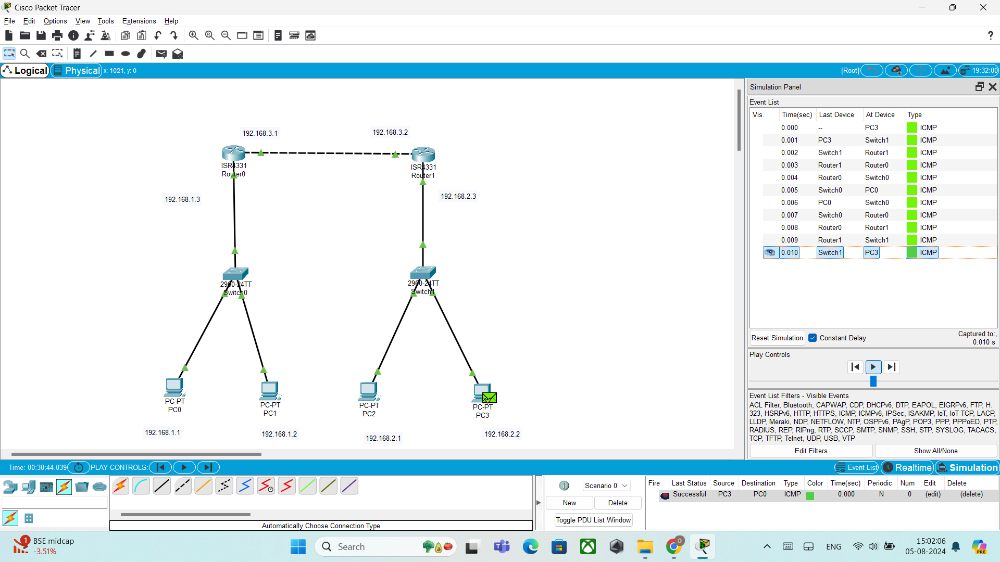 Cisco Packet Tracer
File Edit Options View Tools Extensions Help
?
Logical Physical x: 1021, y: 0 [Root] 19:32:00
192.168.3.1 192.168.3.2
ISR4331 ISR4331
Router0 Router1
192.168.1.3 192.168.2.3
2960-24TT 2960-24TT
Switch0 Switch1
PC-PT PC-PT PC-PT PC-PT
PC0 PC1 PC2 PC3
192.168.1.1 192.168.1.2 192.168.2.1 192.168.2.2
Simulation Panel
Event List
Vis. Time(sec) Last Device At Device Type
0.000 -- PC3 ICMP
0.001 PC3 Switch1 ICMP
0.002 Switch1 Router1 ICMP
0.003 Router1 Router0 ICMP
0.004 Router0 Switch0 ICMP
0.005 Switch0 PC0 ICMP
0.006 PC0 Switch0 ICMP
0.007 Switch0 Router0 ICMP
0.008 Router0 Router1 ICMP
0.009 Router1 Switch1 ICMP
0.010 Switch1 PC3 ICMP
Reset Simulation Constant Delay Captured to:
0.010 s
Play Controls
Event List Filters - Visible Events
ACL Filter, Bluetooth, CAPWAP, CDP, DHCPv6, DTP, EAPOL, EIGRPv6, FTP, H.
323, HSRPv6, HTTP, HTTPS, ICMP, ICMPv6, IPSec, ISAKMP, IoT, IoT TCP, LACP,
LLDP, Meraki, NDP, NETFLOW, NTP, OSPFv6, PAgP, POP3, PPP, PPPoED, PTP,
RADIUS, REP, RIPng, RTP, SCCP, SMTP, SNMP, SSH, STP, SYSLOG, TACACS,
TCP, TFTP, Telnet, UDP, USB, VTP
Edit Filters Show All/None
Time: 00:30:44.039 PLAY CONTROLS: Event List Realtime Simulation
Automatically Choose Connection Type
1 Scenario 0
New Delete
Toggle PDU List Window
Fire Last Status Source Destination Type Color Time(sec) Periodic Num Edit Delete
Successful PC3 PC0 ICMP 0.000 N 0 (edit) (delete)
1 BSE midcap
-3.51%
Search
0
ENG
15:02:06
05-08-2024
PRE